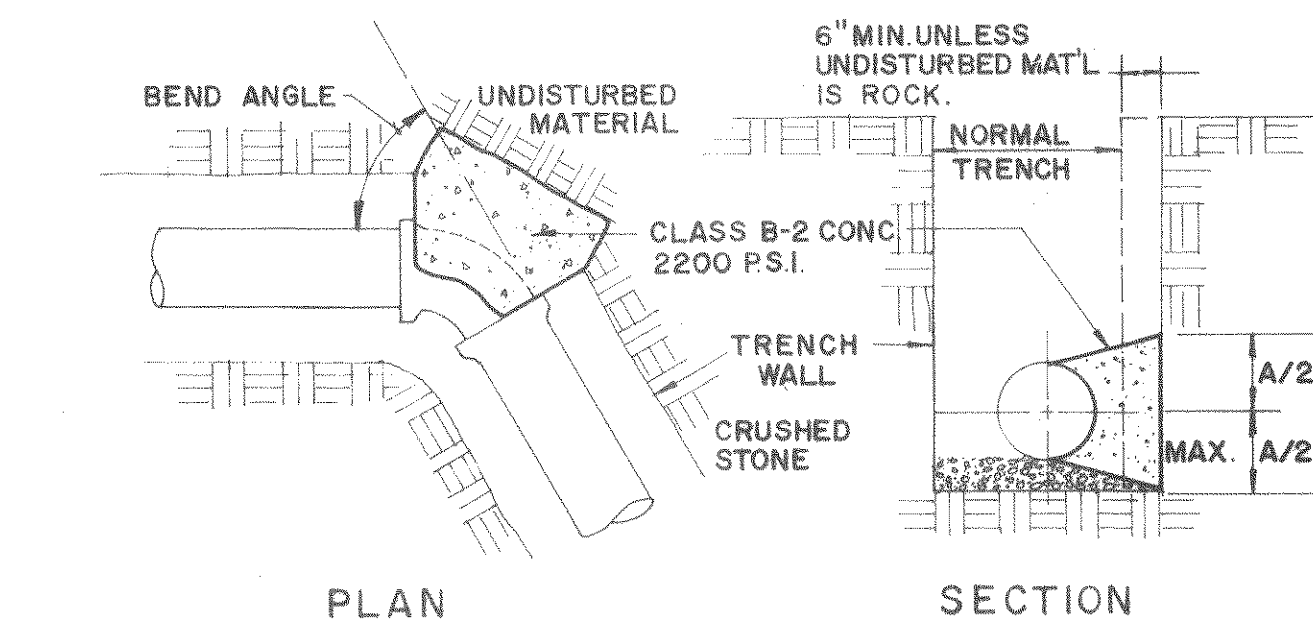 6" MIN. UNLESS
UNDISTURBED MAT'L
IS ROCK.
BEND ANGLE
UNDISTURBED
MATERIAL
NORMAL
TRENCH
CLASS B-2 CONC
2200 P.S.I.
TRENCH
WALL
CRUSHED
STONE
A/2
MAX. A/2
PLAN
SECTION